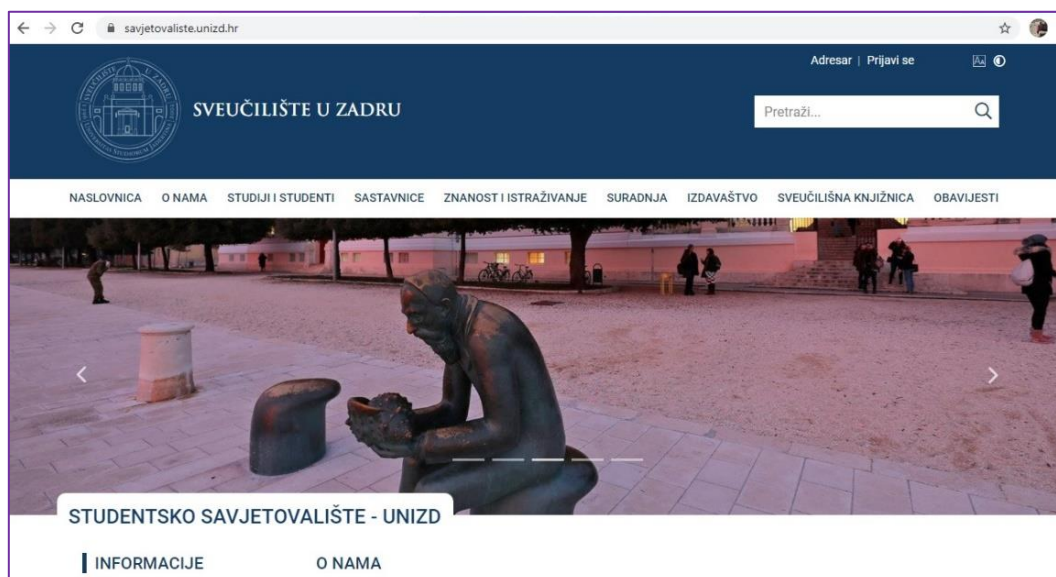 savjetovaliste.unizd.hr
Adresar | Prijavi se
SVEUČILIŠTE U ZADRU
Pretraži...
NASLOVNICA O NAMA STUDIJI I STUDENTI SASTAVNICE ZNANOST I ISTRAŽIVANJE SURADNJA IZDAVAŠTVO SVEUČILIŠNA KNJIŽNICA OBAVIJESTI
STUDENTSKO SAVJETOVALIŠTE - UNIZD
INFORMACIJE O NAMA